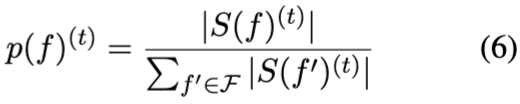 p(f)^{(t)} = \frac{|S(f)^{(t)}|}{\sum_{f' \in \mathcal{F}} |S(f')^{(t)}|} (6)